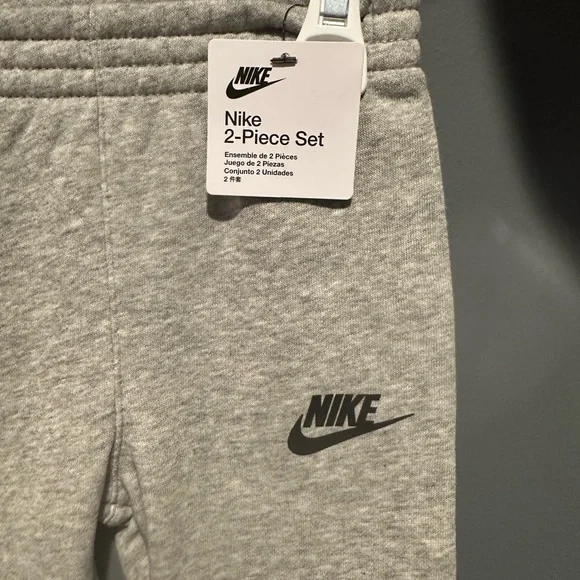 NIKE
Nike
2-Piece Set
Ensemble de 2 Pièces
Juego de 2 Piezas
Conjunto 2 Unidades
2 件套
NIKE